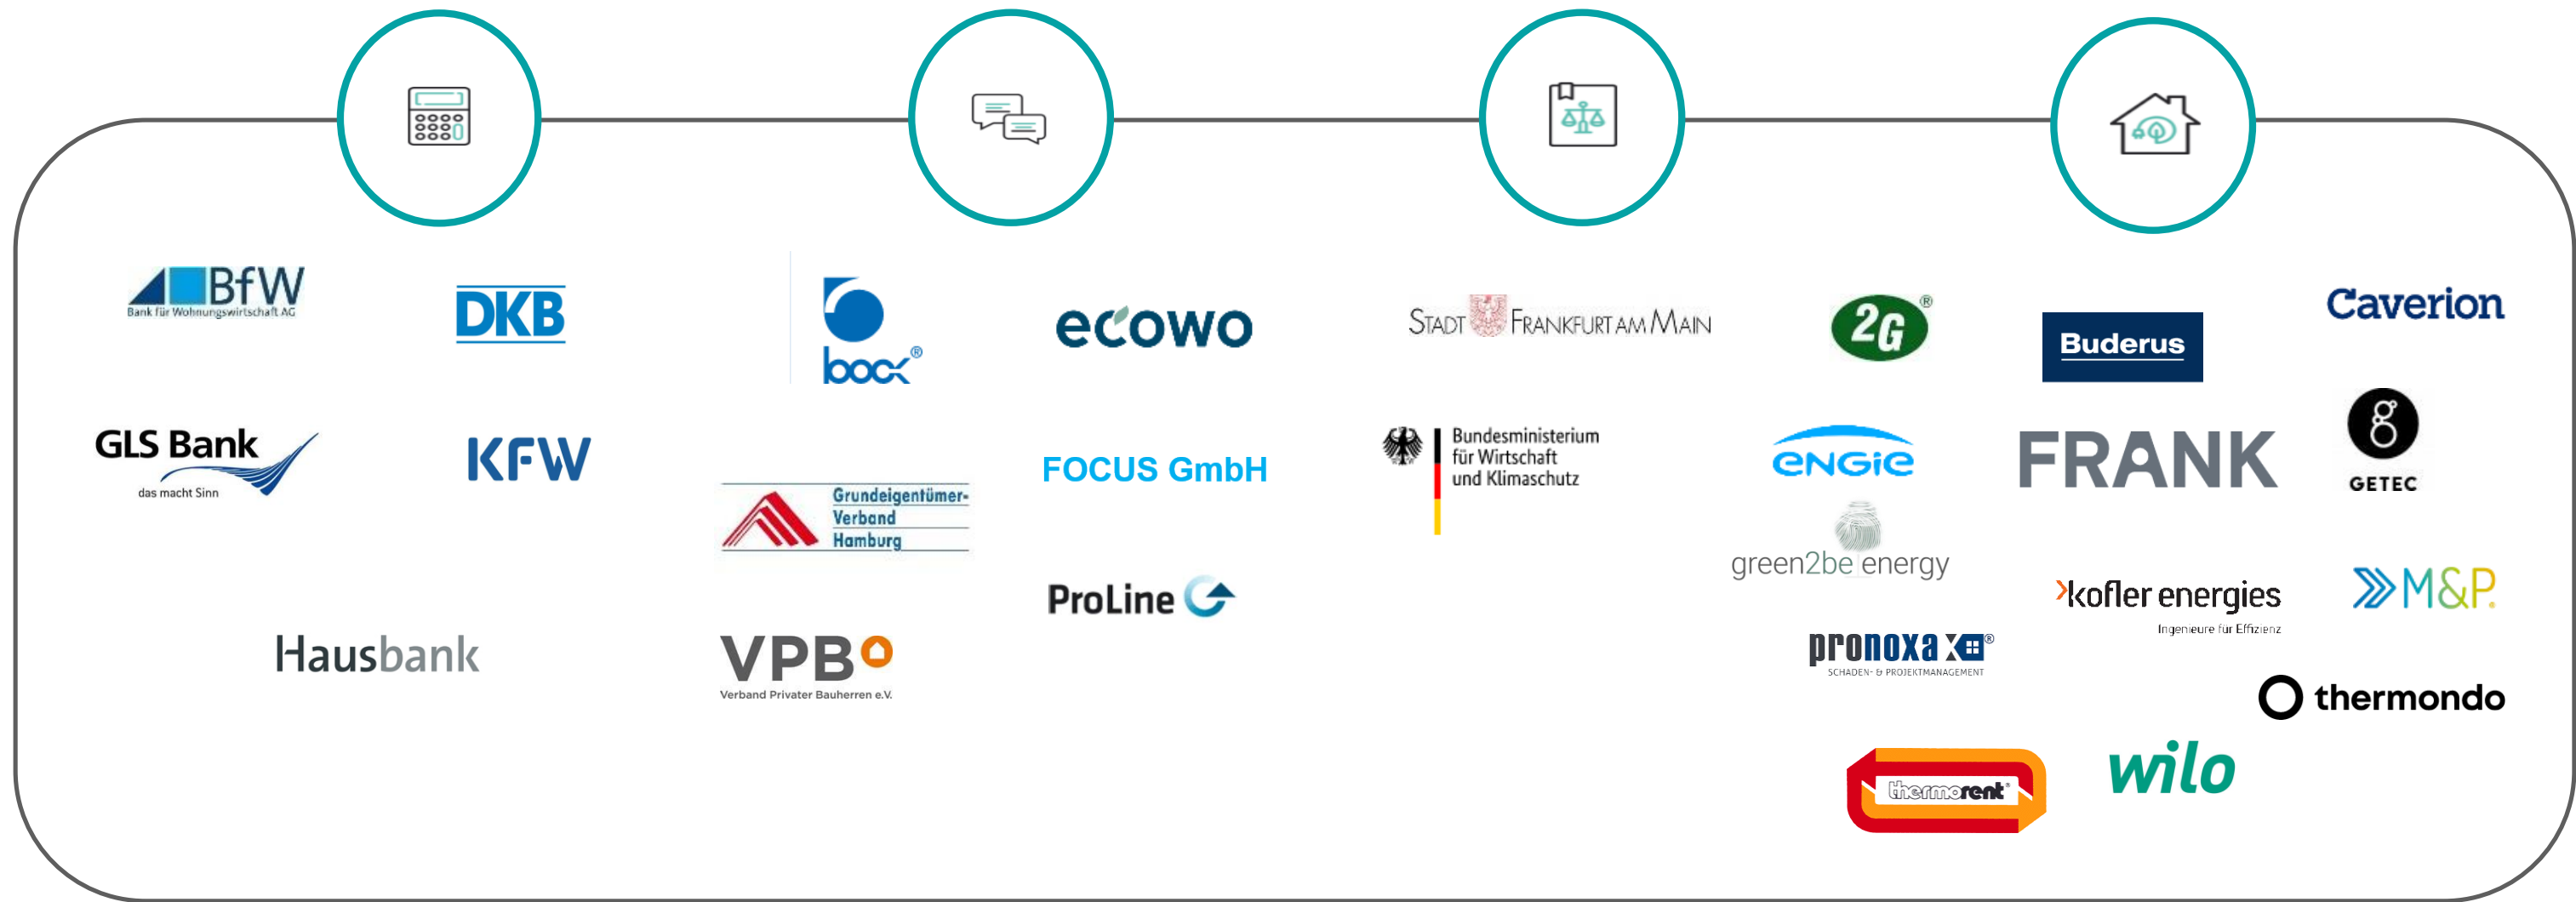 BfW
Bank für Wohnungswirtschaft AG
DKB
GLS Bank
das macht Sinn
KFW
Hausbank
bock®
ecowo
FOCUS GmbH
Grundeigentümer-
Verband
Hamburg
ProLine
VPB
Verband Privater Bauherren e.V.
STADT FRANKFURT AM MAIN
Bundesministerium
für Wirtschaft
und Klimaschutz
2G®
Buderus
Caverion
ENGIE
FRANK
g
GETEC
green2be energy
kofler energies
Ingenieure für Effizienz
M&P.
pronoxa®
SCHADEN- & PROJEKTMANAGEMENT
thermondo
thermorent®
wilo